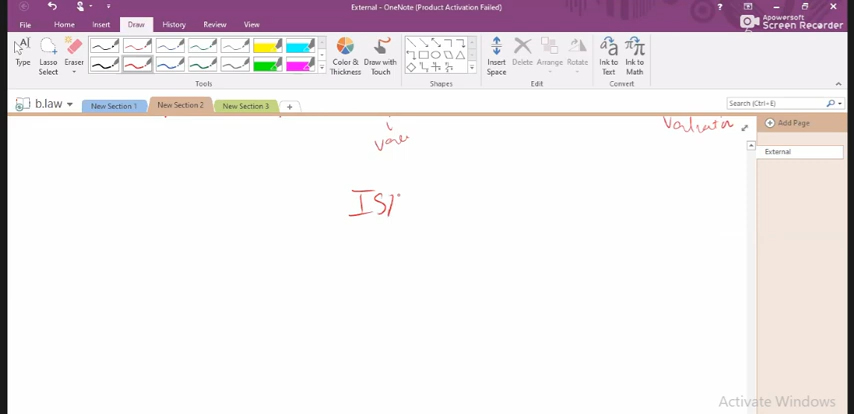 External - OneNote (Product Activation Failed)
Apowersoft
Screen Recorder
File Home Insert Draw History Review View
Type Lasso Select Eraser Color & Thickness Draw with Touch Insert Space Delete Arrange Rotate Ink to Text Ink to Math
Tools Shapes Edit Convert
b.law New Section 1 New Section 2 New Section 3 Search (Ctrl+E)
Add Page
External
Activate Windows